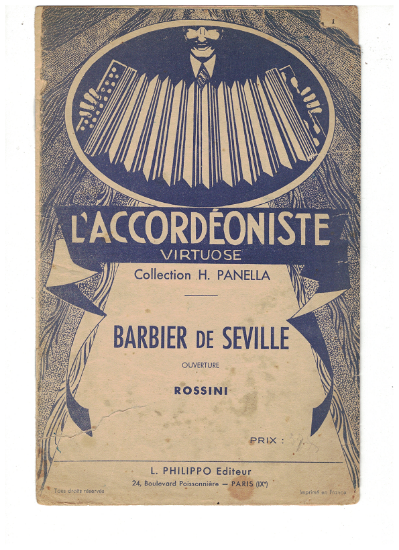 L'ACCORDÉONISTE
VIRTUOSE
Collection H. PANELLA
BARBIER DE SEVILLE
OUVERTURE
ROSSINI
PRIX :
L. PHILIPPO Editeur
24, Boulevard Poissonnière — PARIS (IXe)
Tous droits réservés
Imprimé en France